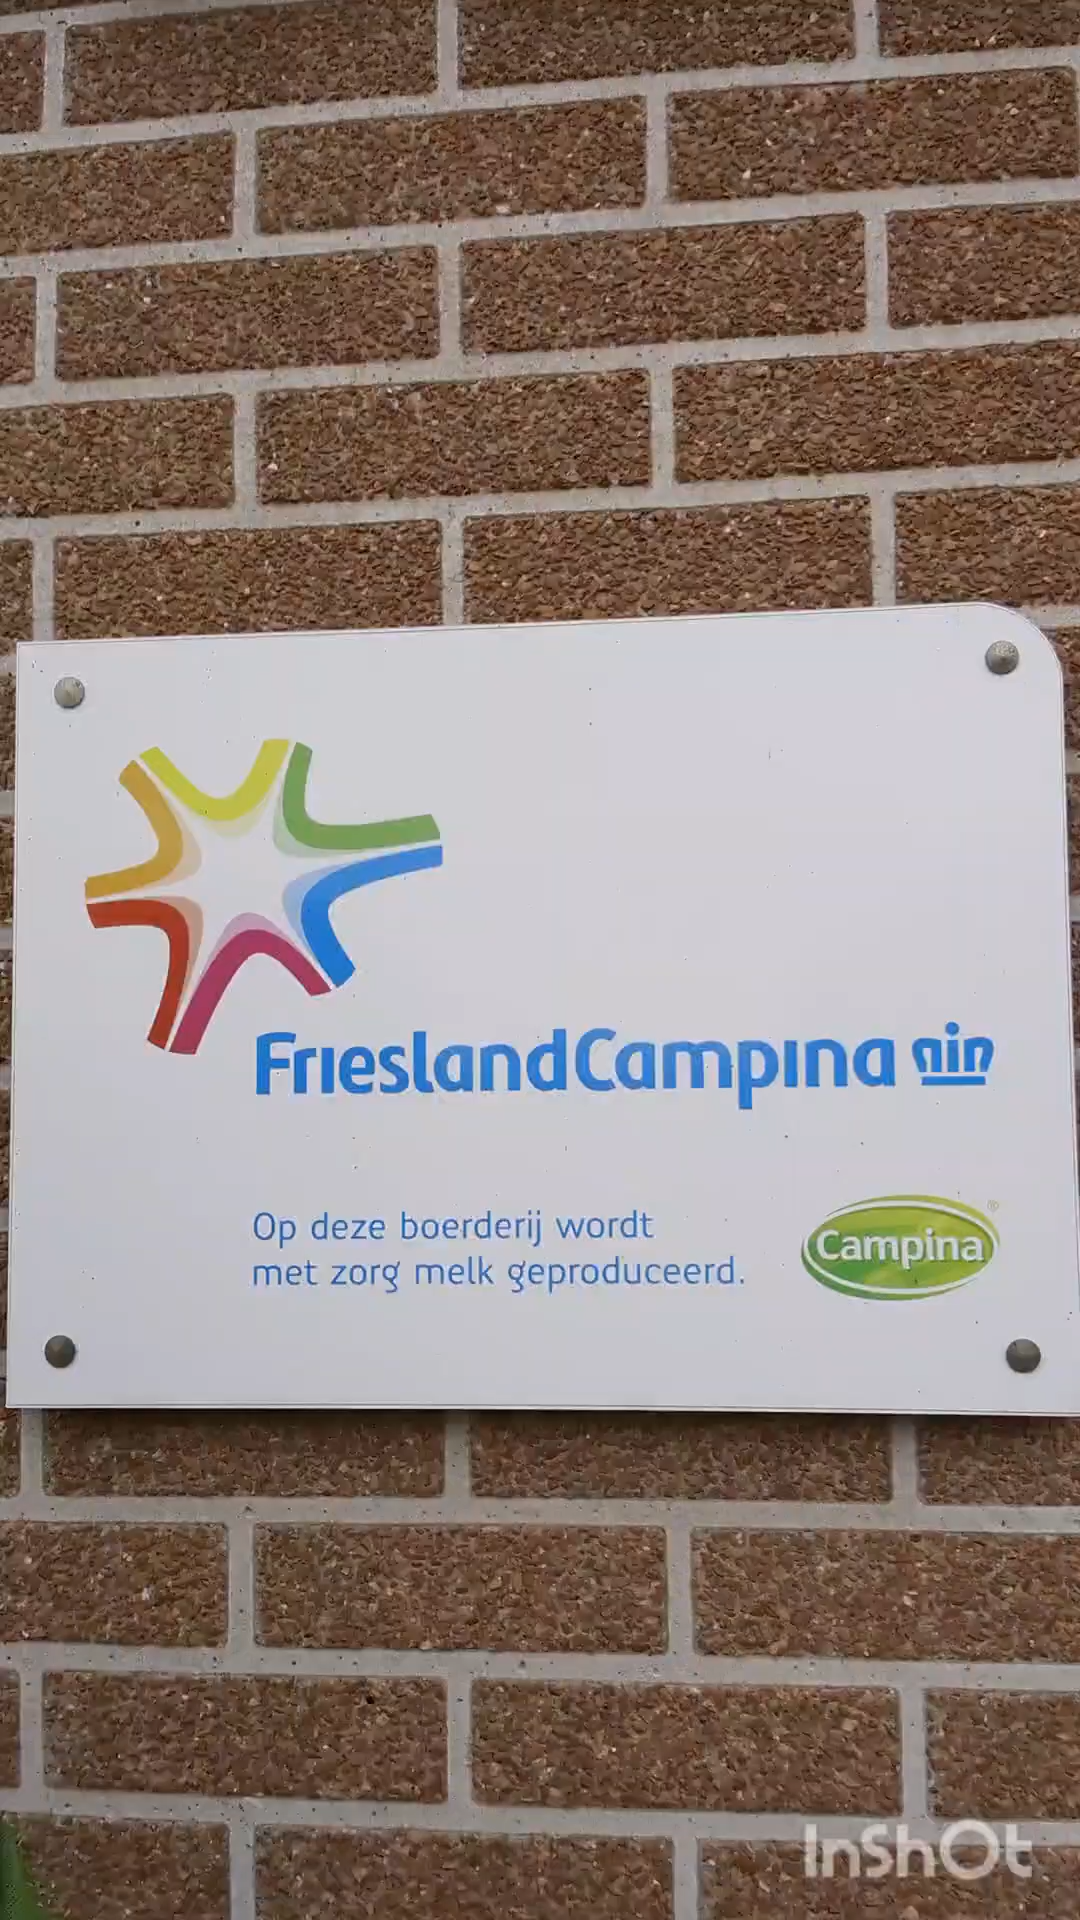 FrieslandCampina
Op deze boerderij wordt
met zorg melk geproduceerd.
Campina®
InShOt